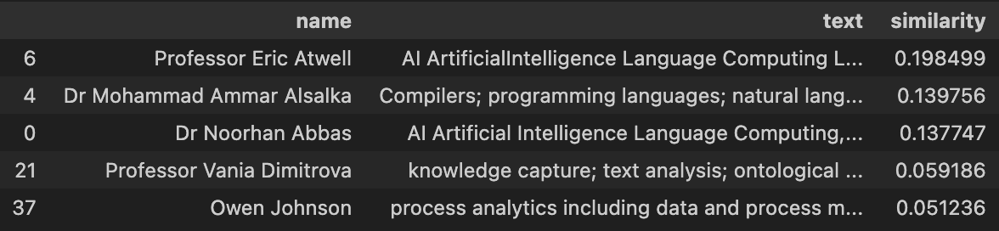 name text similarity
6 Professor Eric Atwell AI ArtificialIntelligence Language Computing L... 0.198499
4 Dr Mohammad Ammar Alsalka Compilers; programming languages; natural lang... 0.139756
0 Dr Noorhan Abbas AI Artificial Intelligence Language Computing,... 0.137747
21 Professor Vania Dimitrova knowledge capture; text analysis; ontological ... 0.059186
37 Owen Johnson process analytics including data and process m... 0.051236